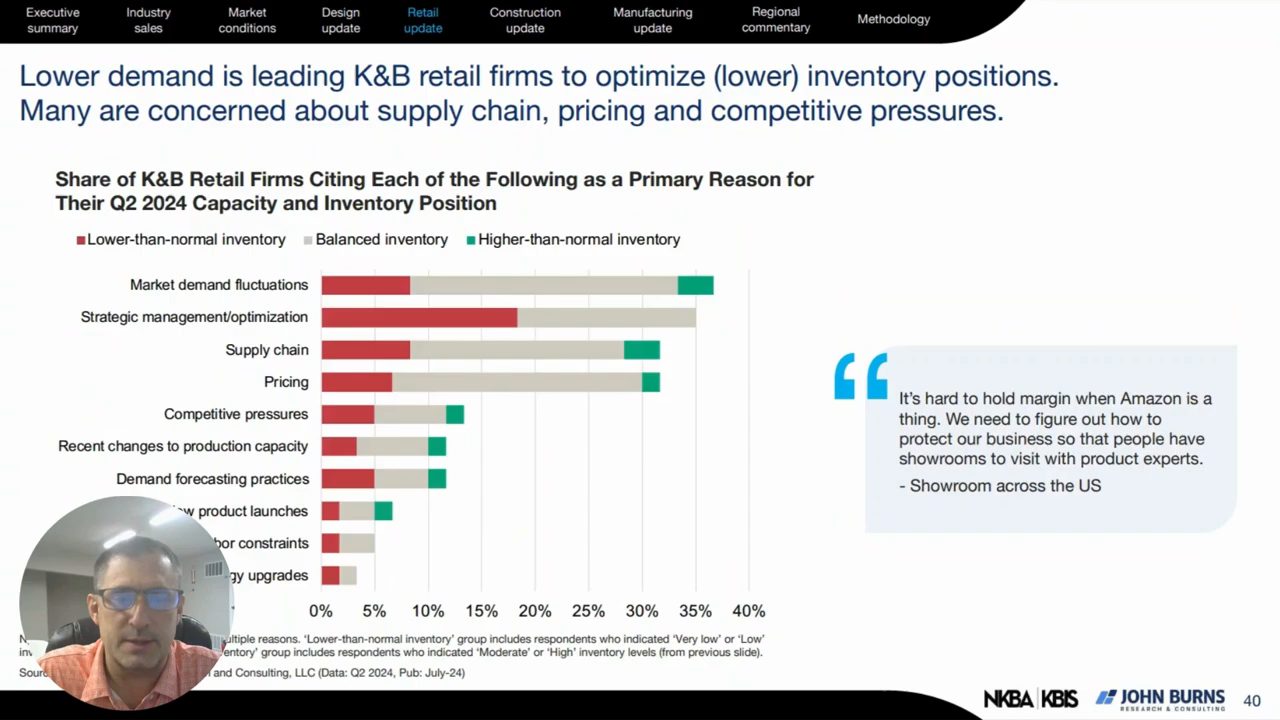 Executive summary
Industry sales
Market conditions
Design update
Retail update
Construction update
Manufacturing update
Regional commentary
Methodology
Lower demand is leading K&B retail firms to optimize (lower) inventory positions.
Many are concerned about supply chain, pricing and competitive pressures.
Share of K&B Retail Firms Citing Each of the Following as a Primary Reason for
Their Q2 2024 Capacity and Inventory Position
Lower-than-normal inventory Balanced inventory Higher-than-normal inventory
Market demand fluctuations
Strategic management/optimization
Supply chain
Pricing
Competitive pressures
Recent changes to production capacity
Demand forecasting practices
product launches
constraints
upgrades
0% 5% 10% 15% 20% 25% 30% 35% 40%
It's hard to hold margin when Amazon is a
thing. We need to figure out how to
protect our business so that people have
showrooms to visit with product experts.
- Showroom across the US
reasons. 'Lower-than-normal inventory' group includes respondents who indicated 'Very low' or 'Low'
group includes respondents who indicated 'Moderate' or 'High' inventory levels (from previous slide).
and Consulting, LLC (Data: Q2 2024, Pub: July-24)
NKBA | KBIS
JOHN BURNS
RESEARCH & CONSULTING
40